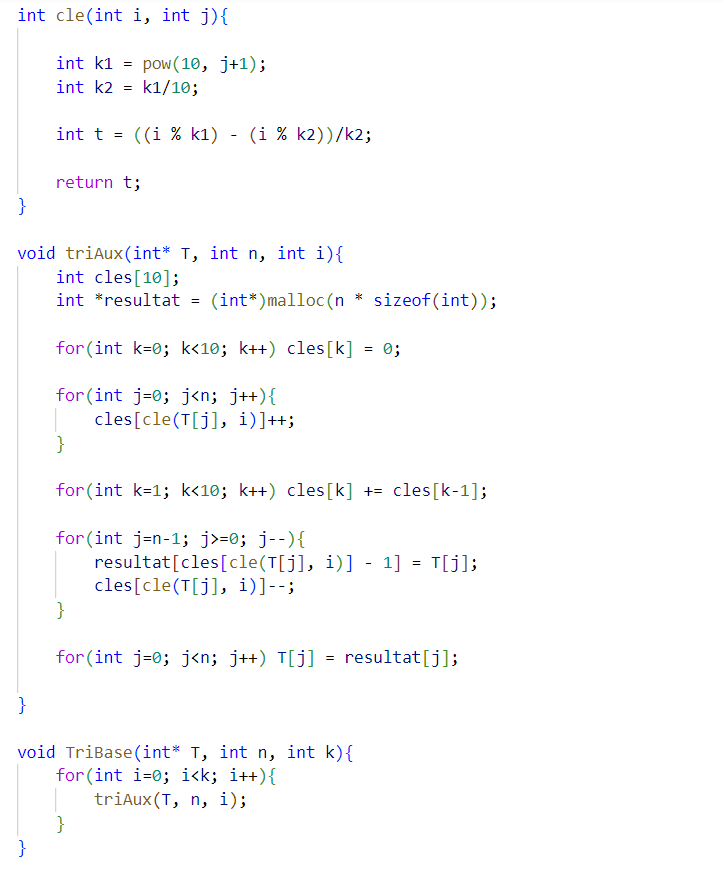 int cle(int i, int j){
int k1 = pow(10, j+1);
int k2 = k1/10;
int t = ((i % k1) - (i % k2))/k2;
return t;
}
void triAux(int* T, int n, int i){
int cles[10];
int *resultat = (int*)malloc(n * sizeof(int));
for(int k=0; k<10; k++) cles[k] = 0;
for(int j=0; j<n; j++){
cles[cle(T[j], i)]++;
}
for(int k=1; k<10; k++) cles[k] += cles[k-1];
for(int j=n-1; j>=0; j--){
resultat[cles[cle(T[j], i)] - 1] = T[j];
cles[cle(T[j], i)]--;
}
for(int j=0; j<n; j++) T[j] = resultat[j];
}
void TriBase(int* T, int n, int k){
for(int i=0; i<k; i++){
triAux(T, n, i);
}
}